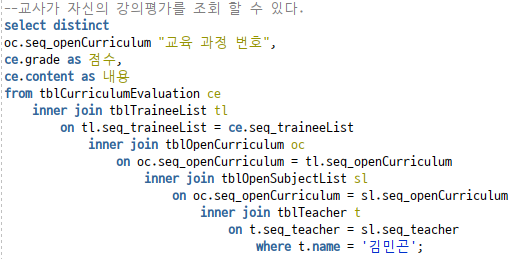 --교사가 자신의 강의평가를 조회 할 수 있다.
select distinct
oc.seq_openCurriculum "교육 과정 번호",
ce.grade as 점수,
ce.content as 내용
from tblCurriculumEvaluation ce
inner join tblTraineeList tl
on tl.seq_traineeList = ce.seq_traineeList
inner join tblOpenCurriculum oc
on oc.seq_openCurriculum = tl.seq_openCurriculum
inner join tblOpenSubjectList sl
on oc.seq_openCurriculum = sl.seq_openCurriculum
inner join tblTeacher t
on t.seq_teacher = sl.seq_teacher
where t.name = '김민곤';